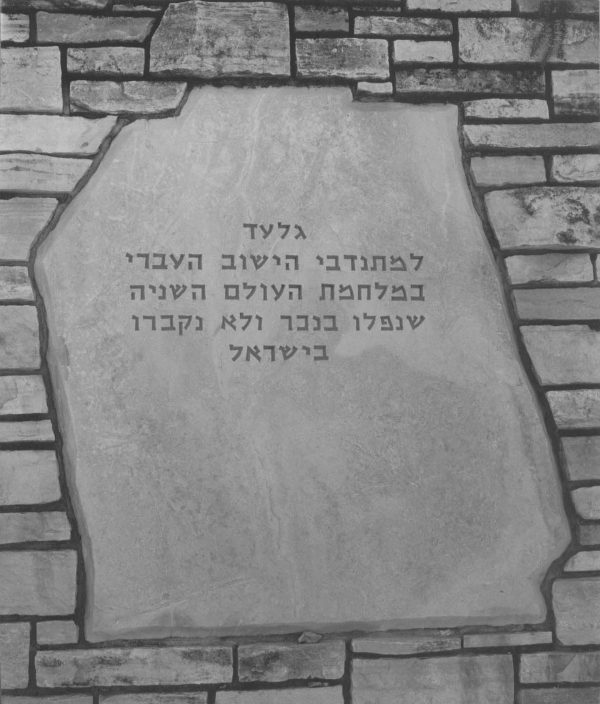 גלעד
למתנדבי הישוב העברי
במלחמת העולם השניה
שנפלו בנכר ולא נקברו
בישראל